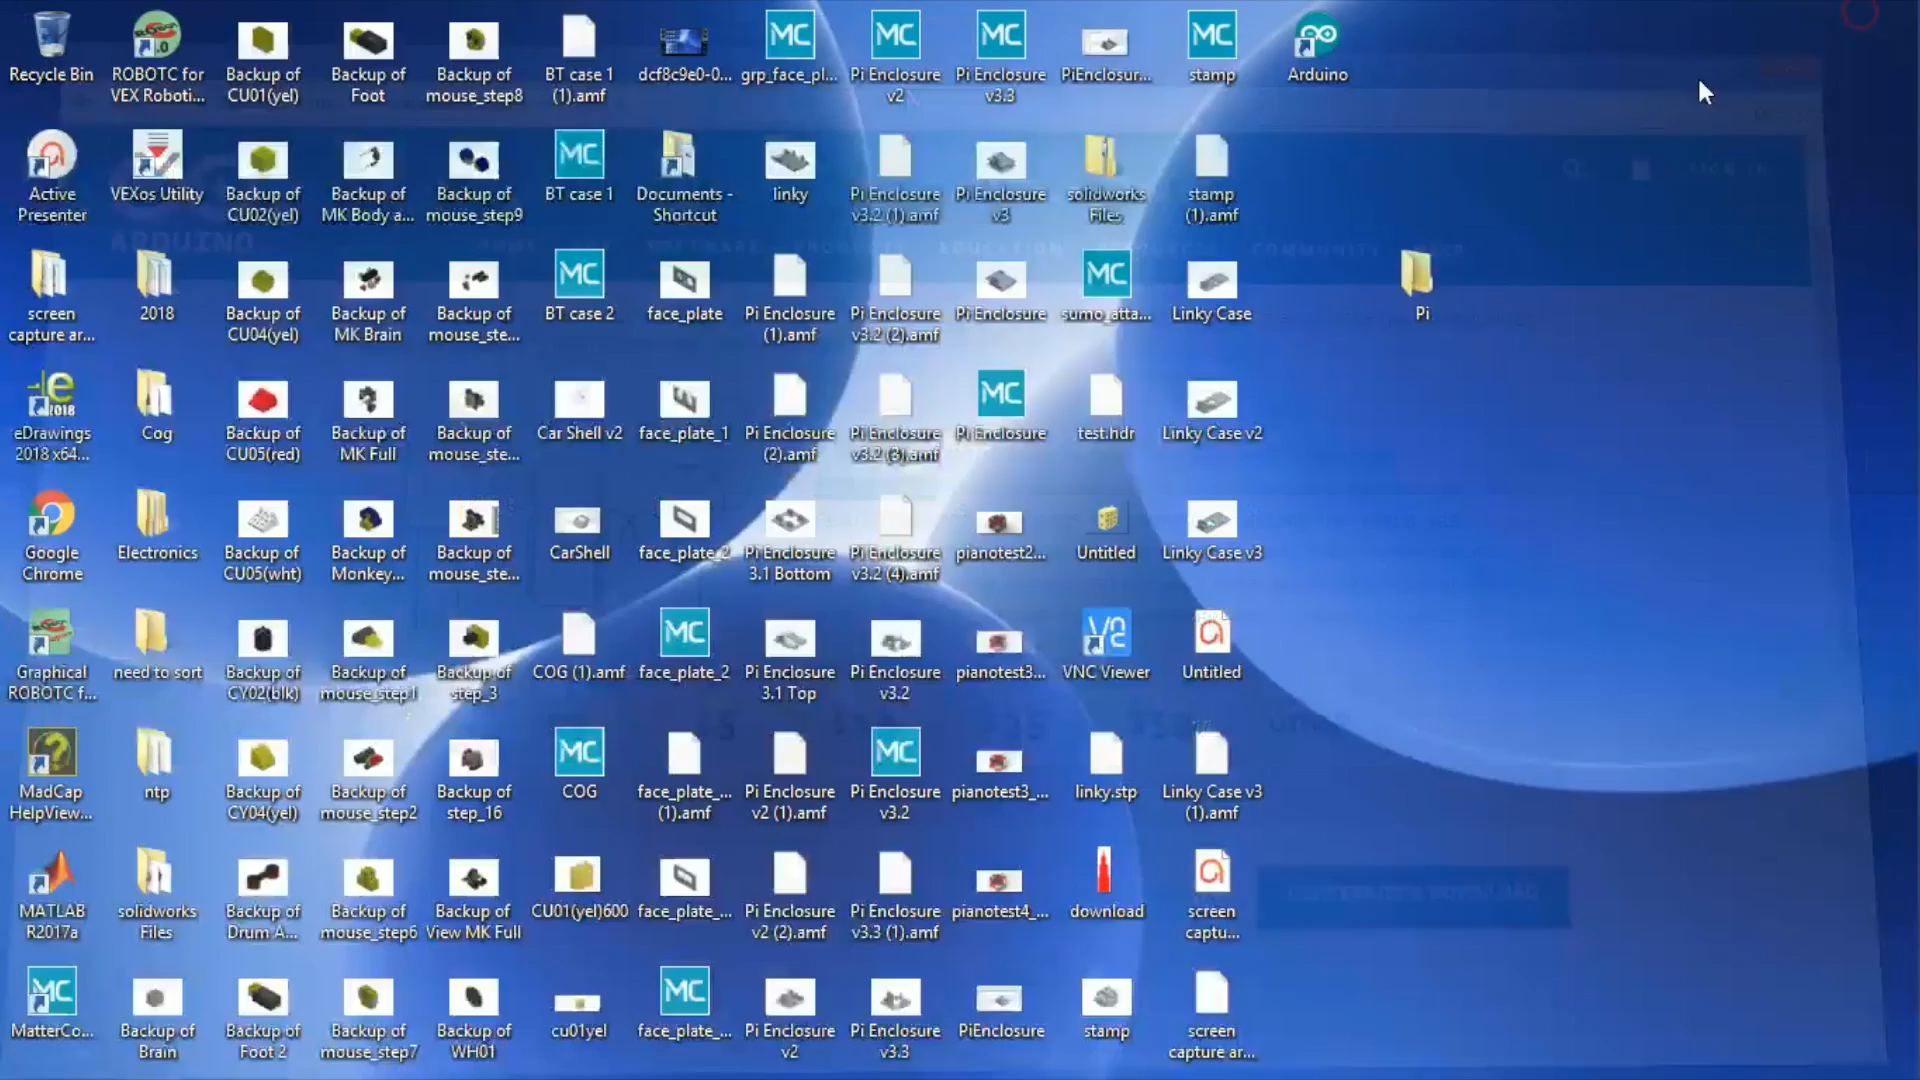 Recycle Bin
ROBOTC for
VEX Roboti...
Backup of
CU01(yel)
Backup of
Foot
Backup of
mouse_step8
BT case 1
(1).amf
dcf8c9e0-0...
grp_face_pl...
Pi Enclosure
v2
Pi Enclosure
v3.3
PiEnclosur...
stamp
Arduino
Active
Presenter
VEXos Utility
Backup of
CU02(yel)
Backup of
MK Body a...
Backup of
mouse_step9
BT case 1
Documents -
Shortcut
linky
Pi Enclosure
v3.2 (1).amf
Pi Enclosure
v3
solidworks
Files
stamp
(1).amf
screen
capture ar...
2018
Backup of
CU04(yel)
Backup of
MK Brain
Backup of
mouse_ste...
BT case 2
face_plate
Pi Enclosure
(1).amf
Pi Enclosure
v3.2 (2).amf
Pi Enclosure
sumo_atta...
Linky Case
Pi
eDrawings
2018 x64...
Cog
Backup of
CU05(red)
Backup of
MK Full
Backup of
mouse_ste...
Car Shell v2
face_plate_1
Pi Enclosure
(2).amf
Pi Enclosure
v3.2 (3).amf
Pi Enclosure
test.hdr
Linky Case v2
Google
Chrome
Electronics
Backup of
CU05(wht)
Backup of
Monkey...
Backup of
mouse_ste...
CarShell
face_plate_2
Pi Enclosure
3.1 Bottom
Pi Enclosure
v3.2 (4).amf
pianotest2...
Untitled
Linky Case v3
Graphical
ROBOTC f...
need to sort
Backup of
CY02(blk)
Backup of
mouse_step1
Backup of
step_3
COG (1).amf
face_plate_2
Pi Enclosure
3.1 Top
Pi Enclosure
v3.2
pianotest3...
VNC Viewer
Untitled
MadCap
HelpView...
ntp
Backup of
CY04(yel)
Backup of
mouse_step2
Backup of
step_16
COG
face_plate_...
(1).amf
Pi Enclosure
v2 (1).amf
Pi Enclosure
v3.2
pianotest3_...
linky.stp
Linky Case v3
(1).amf
MATLAB
R2017a
solidworks
Files
Backup of
Drum A...
Backup of
mouse_step6
Backup of
View MK Full
CU01(yel)600
face_plate_...
Pi Enclosure
v2 (2).amf
Pi Enclosure
v3.3 (1).amf
pianotest4_...
download
screen
captu...
MatterCo...
Backup of
Brain
Backup of
Foot 2
Backup of
mouse_step7
Backup of
WH01
cu01yel
face_plate_...
Pi Enclosure
v2
Pi Enclosure
v3.3
PiEnclosure
stamp
screen
capture ar...